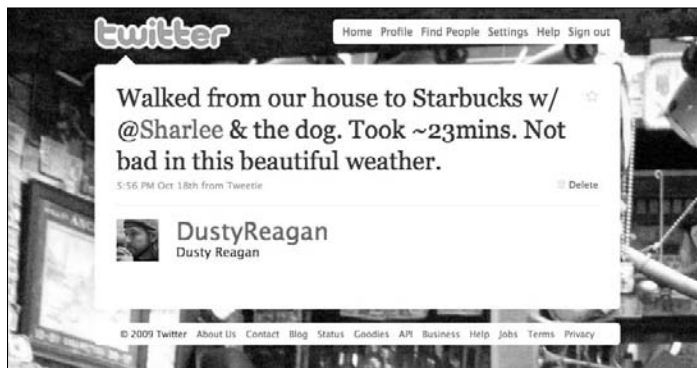 twitter
Home Profile Find People Settings Help Sign out
Walked from our house to Starbucks w/
@Sharlee & the dog. Took ~23mins. Not
bad in this beautiful weather.
5:56 PM Oct 18th from Tweetie
Delete
DustyReagan
Dusty Reagan
© 2009 Twitter About Us Contact Blog Status Goodies API Business Help Jobs Terms Privacy